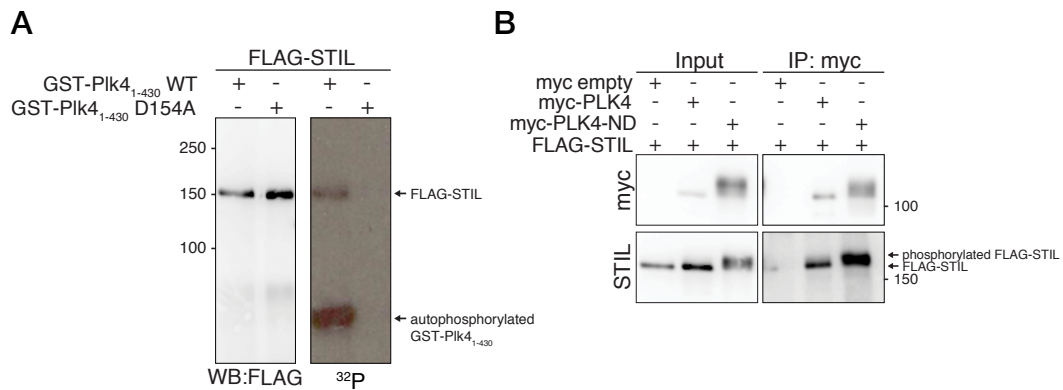 A
FLAG-STIL
GST-Plk4₁₋₄₃₀ WT + - + -
GST-Plk4₁₋₄₃₀ D154A - + - +
250
150
100
FLAG-STIL
autophosphorylated
GST-Plk4₁₋₄₃₀
WB:FLAG ³²P
B
Input IP: myc
myc empty + - - + - -
myc-PLK4 - + - - + -
myc-PLK4-ND - - + - - +
FLAG-STIL + + + + + +
myc
100
STIL
phosphorylated FLAG-STIL
FLAG-STIL
150